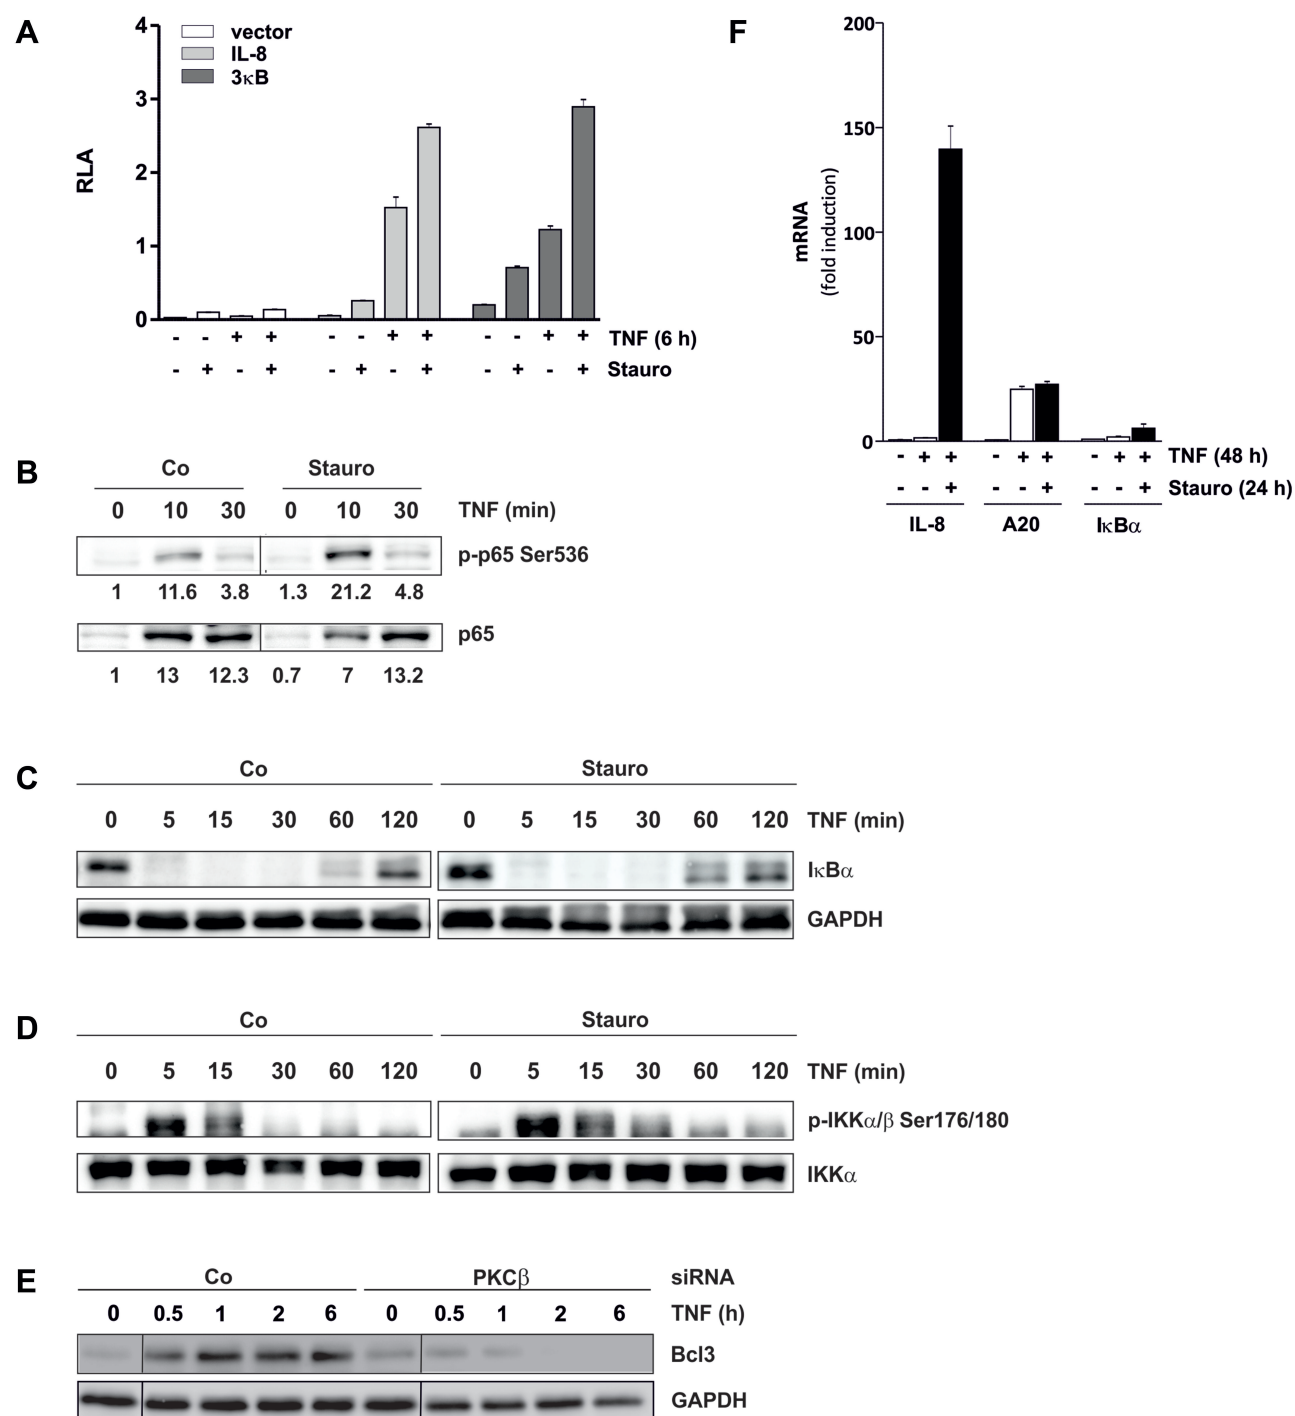 A
4
3
2
1
0
RLA
vector
IL-8
3κB
- - + + - - + + - - + + TNF (6 h)
- + - + - + - + - + - + Stauro
F
200
150
100
50
0
mRNA
(fold induction)
- + + - + + - + + TNF (48 h)
- - + - - + - - + Stauro (24 h)
IL-8 A20 IκBα
B
Co Stauro
0 10 30 0 10 30 TNF (min)
p-p65 Ser536
1 11.6 3.8 1.3 21.2 4.8
p65
1 13 12.3 0.7 7 13.2
C
Co Stauro
0 5 15 30 60 120 0 5 15 30 60 120 TNF (min)
IκBα
GAPDH
D
Co Stauro
0 5 15 30 60 120 0 5 15 30 60 120 TNF (min)
p-IKKα/β Ser176/180
IKKα
E
Co PKCβ siRNA
0 0.5 1 2 6 0 0.5 1 2 6 TNF (h)
Bcl3
GAPDH